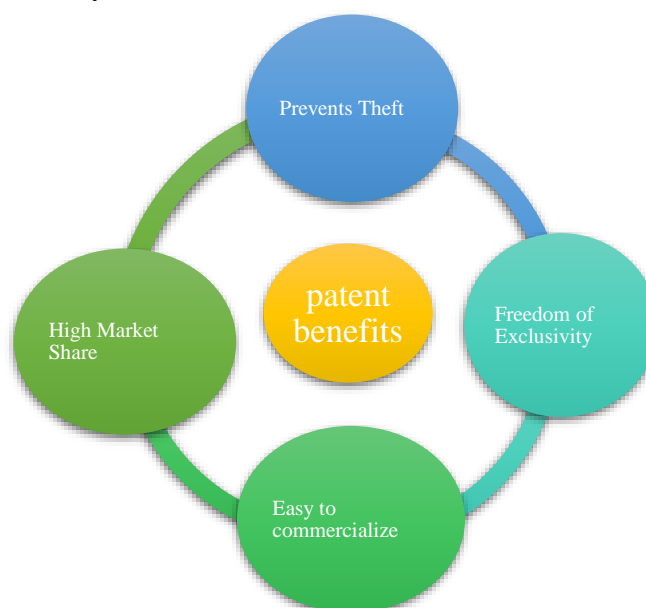 Prevents Theft
Freedom of
Exclusivity
patent
benefits
High Market
Share
Easy to
commercialize